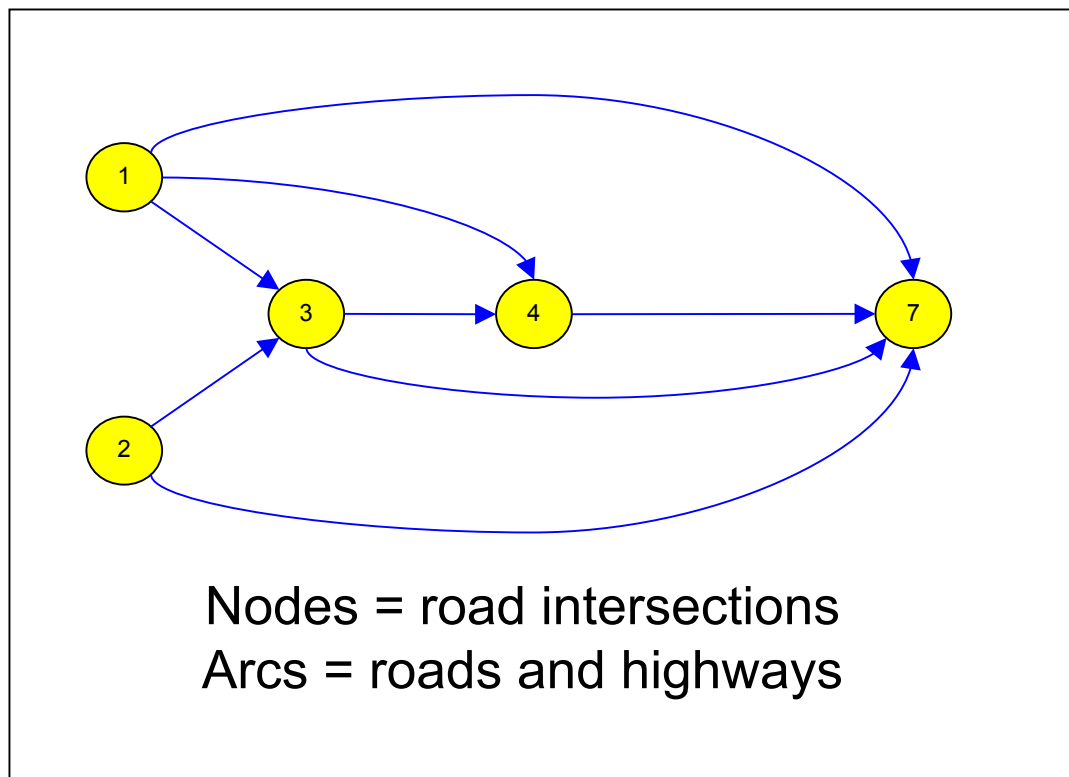 1
3
4
7
2
Nodes = road intersections
Arcs = roads and highways